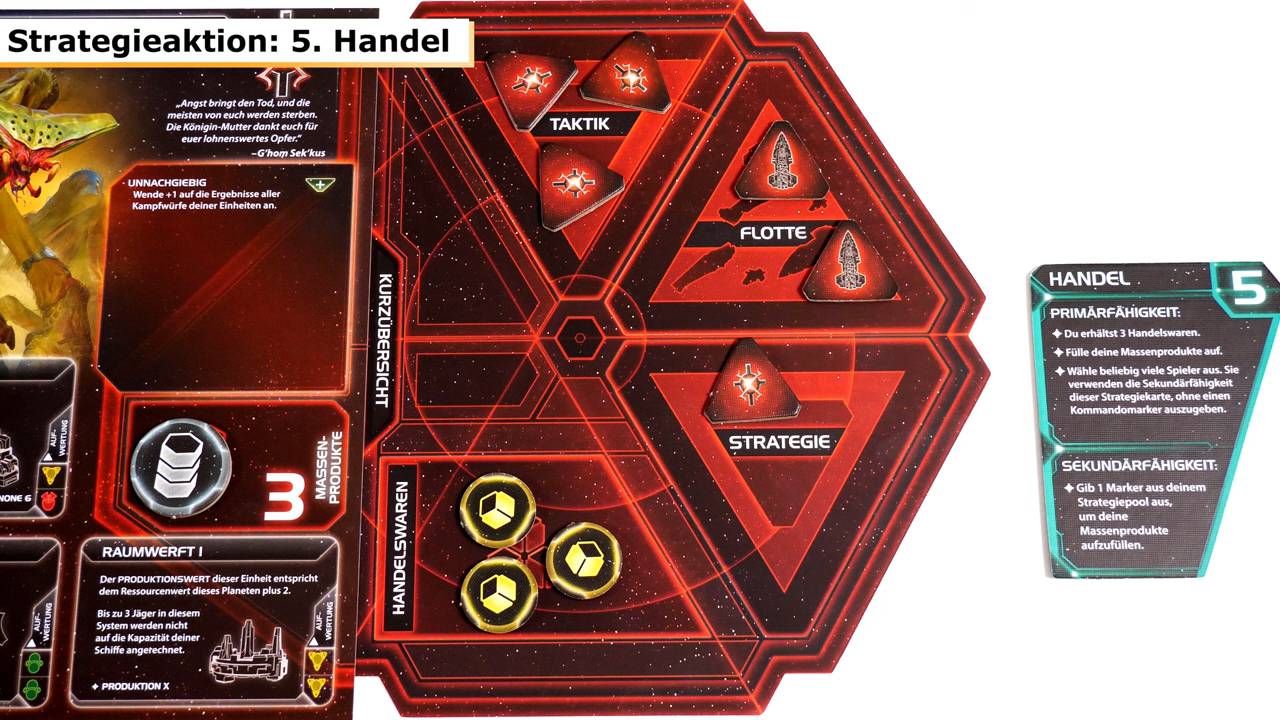 Strategieaktion: 5. Handel
„Angst bringt den Tod, und die
meisten von euch werden sterben.
Die Königin-Mutter dankt euch für
euer lohnenswertes Opfer.“
–G'hom Sek'kus
UNNACHGIEBIG
Wende +1 auf die Ergebnisse aller
Kampfwürfe deiner Einheiten an.
KURZÜBERSICHT
AUF-
WERTUNG
NONE 6
3
MASSEN-
PRODUKTE
AUF-
WERTUNG
RAUMWERFT I
Der PRODUKTIONSWERT dieser Einheit entspricht
dem Ressourcenwert dieses Planeten plus 2.
Bis zu 3 Jäger in diesem
System werden nicht
auf die Kapazität deiner
Schiffe angerechnet.
PRODUKTION X
AUF-
WERTUNG
TAKTIK
FLOTTE
STRATEGIE
HANDELSWAREN
HANDEL
5
PRIMÄRFÄHIGKEIT:
Du erhältst 3 Handelswaren.
Fülle deine Massenprodukte auf.
Wähle beliebig viele Spieler aus. Sie
verwenden die Sekundärfähigkeit
dieser Strategiekarte, ohne einen
Kommandomarker auszugeben.
SEKUNDÄRFÄHIGKEIT:
Gib 1 Marker aus deinem
Strategiepool aus,
um deine
Massenprodukte
aufzufüllen.